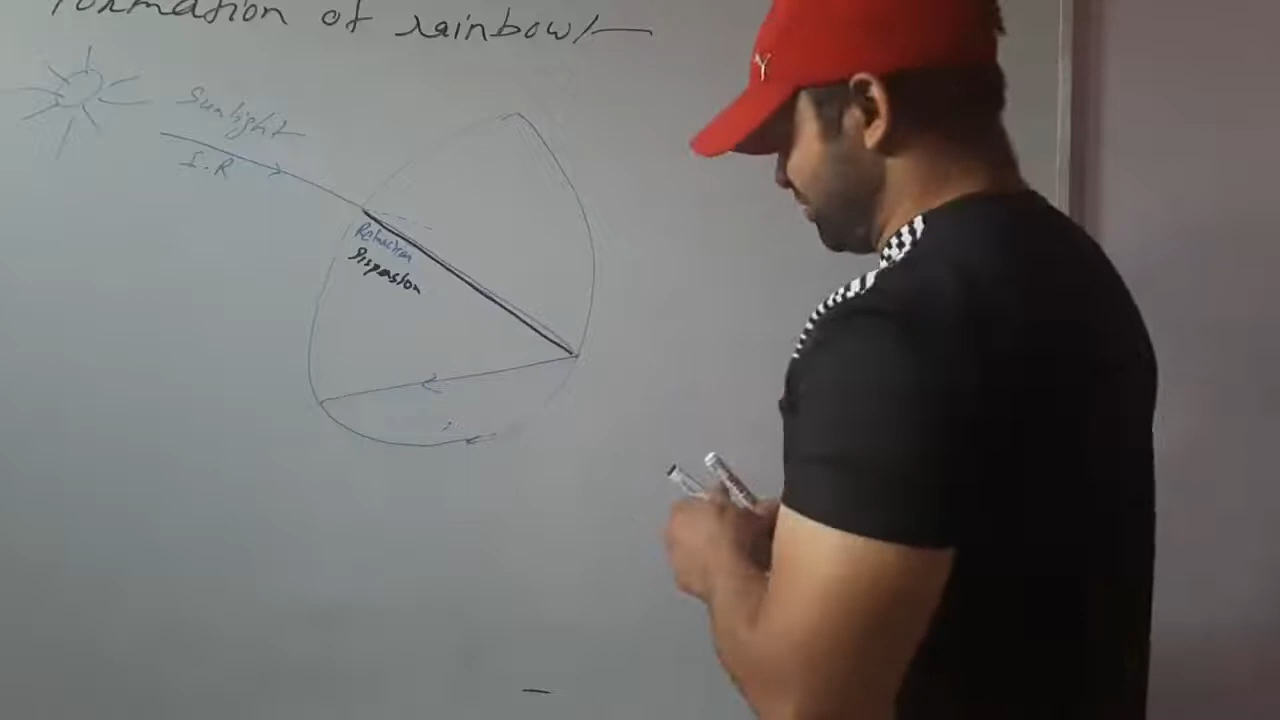 Formation of rainbow
Sunlight
I.R
Refraction
Dispersion